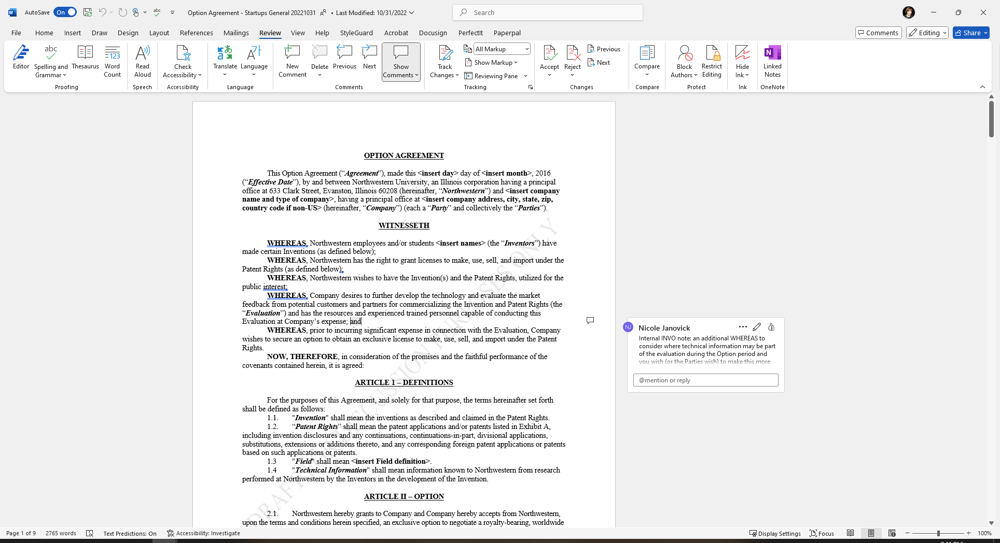 AutoSave On
Option Agreement - Startups General 20221031 • Last Modified: 10/31/2022
Search
File Home Insert Draw Design Layout References Mailings Review View Help StyleGuard Acrobat Docusign PerfectIt Paperpal
Comments Editing Share
Editor
Spelling and Grammar
Thesaurus
Word Count
Proofing
Read Aloud
Speech
Check Accessibility
Accessibility
Translate
Language
Language
New Comment
Delete
Previous
Next
Show Comments
Comments
Track Changes
All Markup
Show Markup
Reviewing Pane
Tracking
Accept
Reject
Previous
Next
Changes
Compare
Compare
Block Authors
Restrict Editing
Protect
Hide Ink
Ink
Linked Notes
OneNote
OPTION AGREEMENT
This Option Agreement (“Agreement”), made this <insert day> day of <insert month>, 2016
(“Effective Date”), by and between Northwestern University, an Illinois corporation having a principal
office at 633 Clark Street, Evanston, Illinois 60208 (hereinafter, “Northwestern”) and <insert company
name and type of company>, having a principal office at <insert company address, city, state, zip,
country code if non-US> (hereinafter, “Company”) (each a “Party” and collectively the “Parties”).
WITNESSETH
WHEREAS, Northwestern employees and/or students <insert names> (the “Inventors”) have
made certain Inventions (as defined below);
WHEREAS, Northwestern has the right to grant licenses to make, use, sell, and import under the
Patent Rights (as defined below);
WHEREAS, Northwestern wishes to have the Invention(s) and the Patent Rights, utilized for the
public interest;
WHEREAS, Company desires to further develop the technology and evaluate the market
feedback from potential customers and partners for commercializing the Invention and Patent Rights (the
“Evaluation”) and has the resources and experienced trained personnel capable of conducting this
Evaluation at Company’s expense; and
WHEREAS, prior to incurring significant expense in connection with the Evaluation, Company
wishes to secure an option to obtain an exclusive license to make, use, sell, and import under the Patent
Rights.
NOW, THEREFORE, in consideration of the promises and the faithful performance of the
covenants contained herein, it is agreed:
ARTICLE 1 – DEFINITIONS
For the purposes of this Agreement, and solely for that purpose, the terms hereinafter set forth
shall be defined as follows:
1.1. "Invention" shall mean the inventions as described and claimed in the Patent Rights.
1.2. “Patent Rights” shall mean the patent applications and/or patents listed in Exhibit A,
including invention disclosures and any continuations, continuations-in-part, divisional applications,
substitutions, extensions or additions thereto, and any corresponding foreign patent applications or patents
based on such applications or patents.
1.3 "Field" shall mean <insert Field definition>.
1.4 "Technical Information" shall mean information known to Northwestern from research
performed at Northwestern by the Inventors in the development of the Invention.
ARTICLE II – OPTION
2.1. Northwestern hereby grants to Company and Company hereby accepts from Northwestern,
upon the terms and conditions herein specified, an exclusive option to negotiate a royalty-bearing, worldwide
DRAFT FOR DISCUSSION PURPOSES ONLY
NJ Nicole Janovick
Internal INVO note: an additional WHEREAS to
consider where technical information may be part
of the evaluation during the Option period and
you wish (or the Parties wish) to make this more
@mention or reply
Page 1 of 9 2765 words Text Predictions: On Accessibility: Investigate
Display Settings Focus 100%